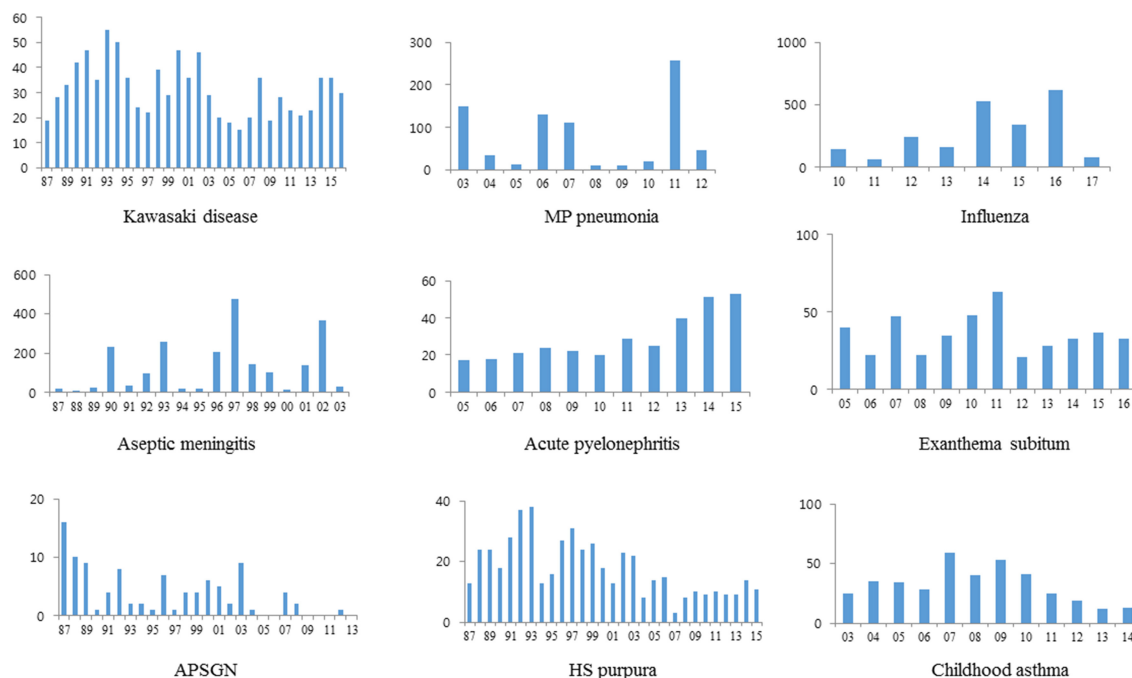 60
50
40
30
20
10
0
87 89 91 93 95 97 99 01 03 05 07 09 11 13 15
Kawasaki disease
300
200
100
0
03 04 05 06 07 08 09 10 11 12
MP pneumonia
1000
500
0
10 11 12 13 14 15 16 17
Influenza
600
400
200
0
87 88 89 90 91 92 93 94 95 96 97 98 99 00 01 02 03
Aseptic meningitis
60
40
20
0
05 06 07 08 09 10 11 12 13 14 15
Acute pyelonephritis
100
50
0
05 06 07 08 09 10 11 12 13 14 15 16
Exanthema subitum
20
10
0
87 89 91 93 95 97 99 01 03 05 07 09 11 13
APSGN
40
20
0
87 89 91 93 95 97 99 01 03 05 07 09 11 13 15
HS purpura
100
50
0
03 04 05 06 07 08 09 10 11 12 13 14
Childhood asthma